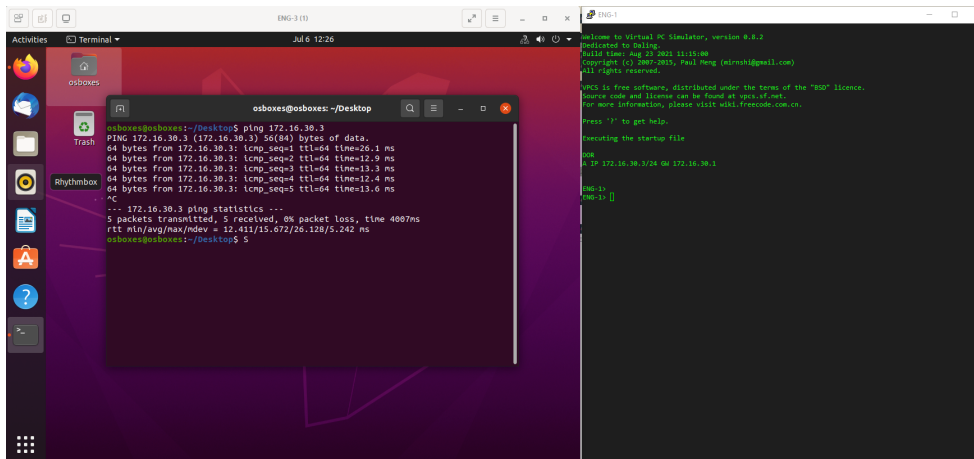 ENG-3 (1)
Activities
Terminal
Jul 6 12:26
osboxes
Trash
Rhythmbox
osboxes@osboxes: ~/Desktop
osboxes@osboxes:~/Desktop$ ping 172.16.30.3
PING 172.16.30.3 (172.16.30.3) 56(84) bytes of data.
64 bytes from 172.16.30.3: icmp_seq=1 ttl=64 time=26.1 ms
64 bytes from 172.16.30.3: icmp_seq=2 ttl=64 time=12.9 ms
64 bytes from 172.16.30.3: icmp_seq=3 ttl=64 time=13.3 ms
64 bytes from 172.16.30.3: icmp_seq=4 ttl=64 time=12.4 ms
64 bytes from 172.16.30.3: icmp_seq=5 ttl=64 time=13.6 ms
^C
--- 172.16.30.3 ping statistics ---
5 packets transmitted, 5 received, 0% packet loss, time 4007ms
rtt min/avg/max/mdev = 12.411/15.672/26.128/5.242 ms
osboxes@osboxes:~/Desktop$ S
ENG-1
Welcome to Virtual PC Simulator, version 0.8.2
Dedicated to Daling.
Build time: Aug 23 2021 11:15:00
Copyright (c) 2007-2015, Paul Meng (mirnshi@gmail.com)
All rights reserved.
VPCS is free software, distributed under the terms of the "BSD" licence.
Source code and license can be found at vpcs.sf.net.
For more information, please visit wiki.freecode.com.cn.
Press '?' to get help.
Executing the startup file
DOR
A IP 172.16.30.3/24 GW 172.16.30.1
ENG-1>
ENG-1>